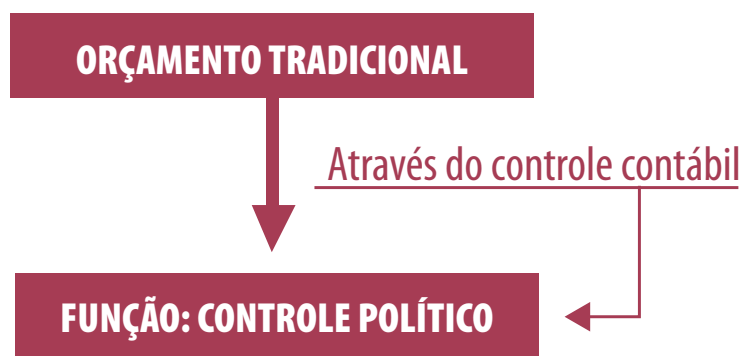 ORÇAMENTO TRADICIONAL
Através do controle contábil
FUNÇÃO: CONTROLE POLÍTICO